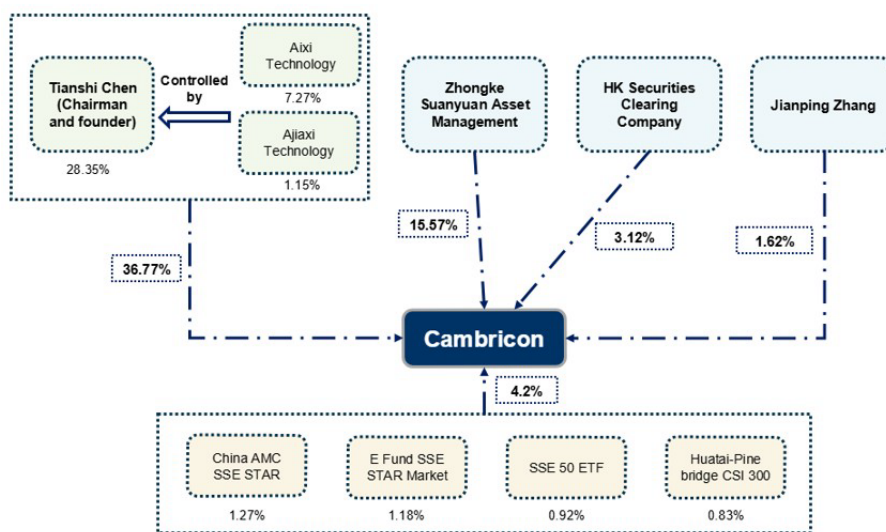 Tianshi Chen
(Chairman
and founder)
28.35%
Controlled
by
Aixi
Technology
7.27%
Ajiaxi
Technology
1.15%
Zhongke
Suanyuan Asset
Management
HK Securities
Clearing
Company
Jianping Zhang
36.77%
15.57%
3.12%
1.62%
Cambricon
4.2%
China AMC
SSE STAR
1.27%
E Fund SSE
STAR Market
1.18%
SSE 50 ETF
0.92%
Huatai-Pine
bridge CSI 300
0.83%